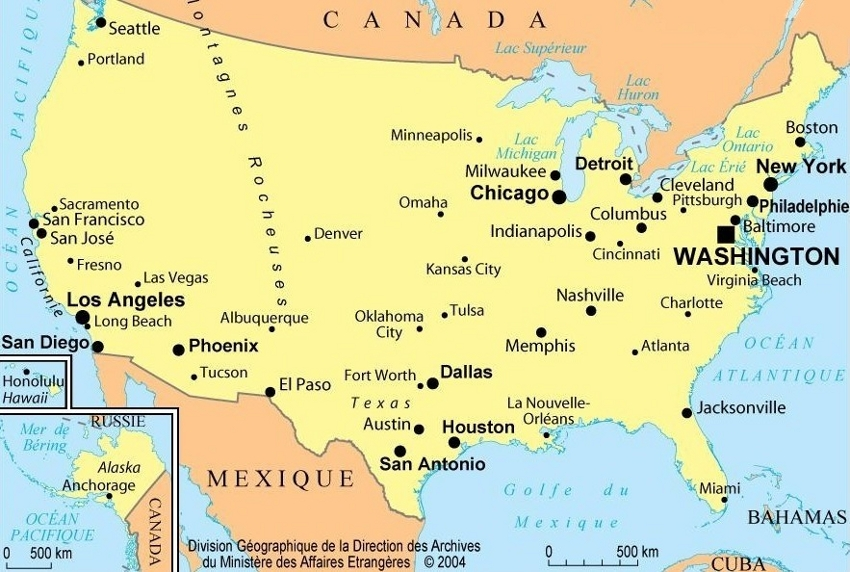 CANADA
Seattle
Portland
Montagnes Rocheuses
Lac Supérieur
Lac
Huron
Lac
Michigan
Lac
Ontario
Lac Érié
Boston
Minneapolis
Milwaukee
Detroit
New York
Chicago
Cleveland
Pittsburgh
Philadelphie
Omaha
Columbus
Baltimore
Indianapolis
WASHINGTON
Cincinnati
Virginia Beach
PACIFIQUE
OCÉAN
Sacramento
San Francisco
San José
Californie
Fresno
Denver
Kansas City
Las Vegas
Los Angeles
Long Beach
Albuquerque
Oklahoma
City
Tulsa
Nashville
Charlotte
Memphis
Atlanta
San Diego
Phoenix
Tucson
El Paso
Fort Worth
Dallas
Texas
Austin
Houston
San Antonio
La Nouvelle-
Orléans
Jacksonville
Miami
OCÉAN
ATLANTIQUE
Honolulu
Hawaii
RUSSIE
Mer de
Béring
Alaska
Anchorage
OCÉAN
PACIFIQUE
CANADA
0 500 km
MEXIQUE
Golfe du
Mexique
BAHAMAS
CUBA
Division Géographique de la Direction des Archives
du Ministère des Affaires Etrangères © 2004
0 500 km